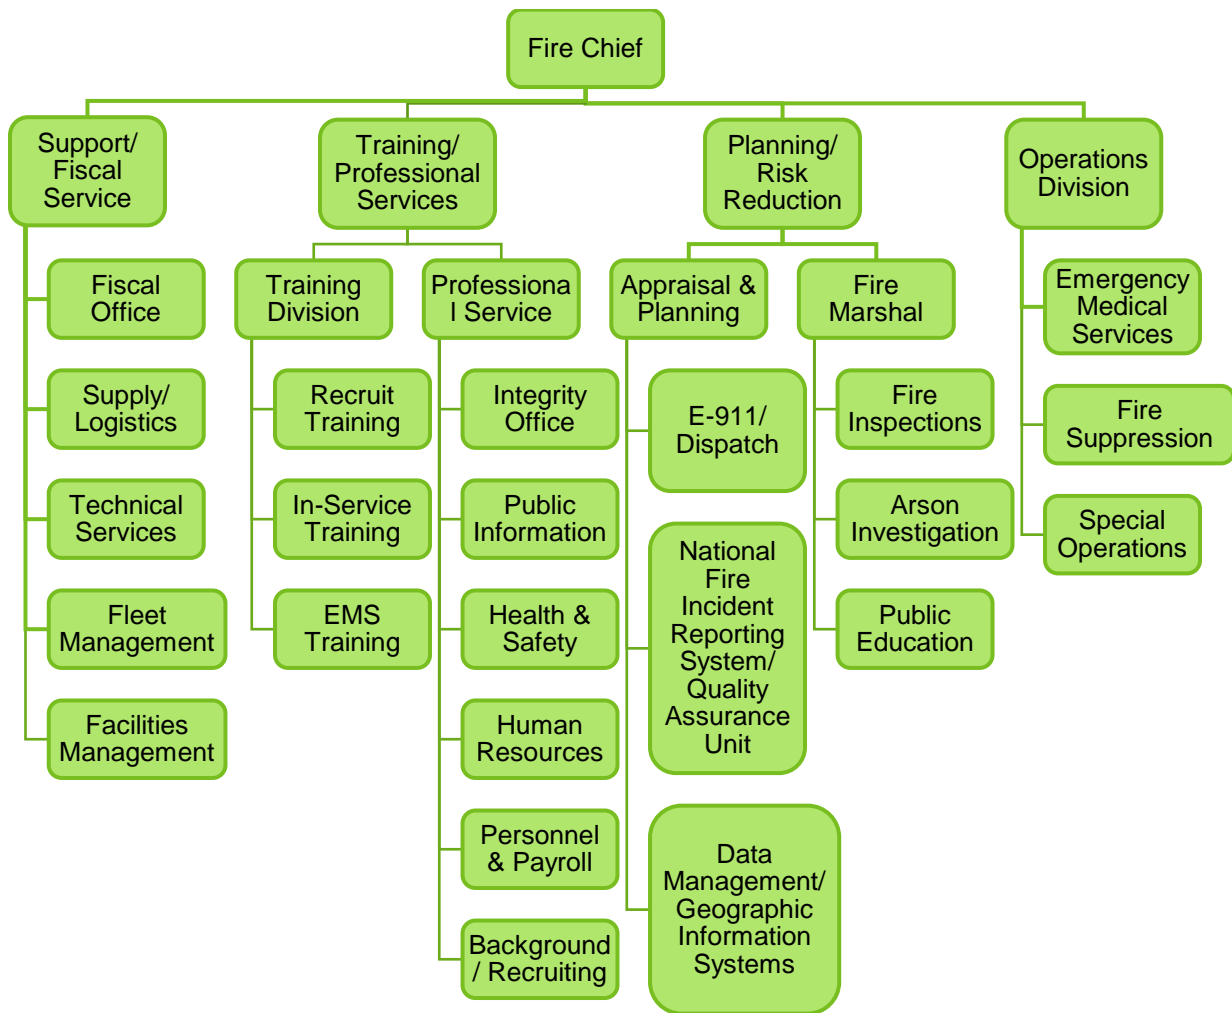 Fire Chief
Support/
Fiscal
Service
Training/
Professional
Services
Planning/
Risk
Reduction
Operations
Division
Fiscal
Office
Supply/
Logistics
Technical
Services
Fleet
Management
Facilities
Management
Training
Division
Recruit
Training
In-Service
Training
EMS
Training
Professiona
l Service
Integrity
Office
Public
Information
Health &
Safety
Human
Resources
Personnel
& Payroll
Background
/ Recruiting
Appraisal &
Planning
E-911/
Dispatch
National
Fire
Incident
Reporting
System/
Quality
Assurance
Unit
Data
Management/
Geographic
Information
Systems
Fire
Marshal
Fire
Inspections
Arson
Investigation
Public
Education
Emergency
Medical
Services
Fire
Suppression
Special
Operations